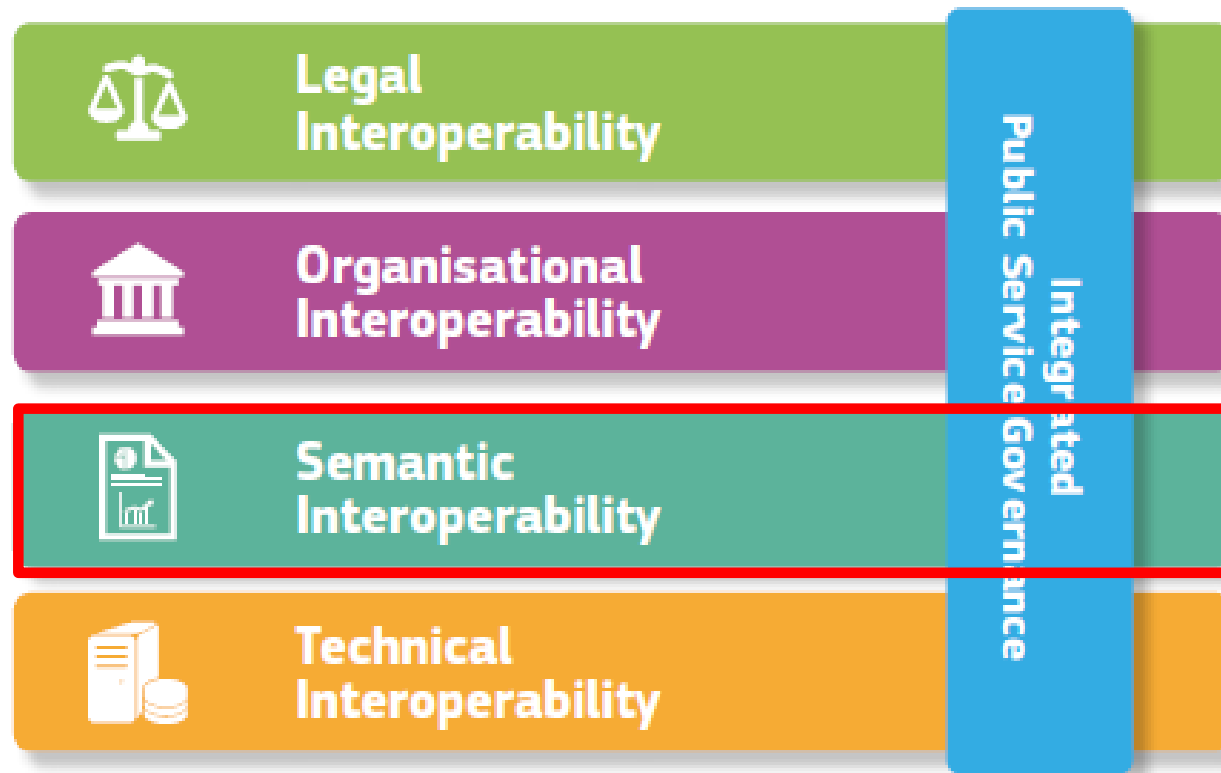 Legal
Interoperability
Organisational
Interoperability
Semantic
Interoperability
Technical
Interoperability
Integrated
Public Service Governance